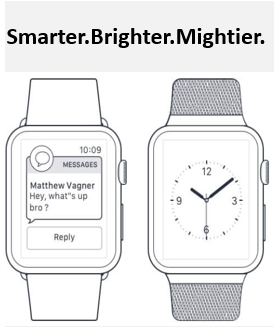 Smarter.Brighter.Mightier.
10:09
MESSAGES
Matthew Vagner
Hey, what"s up
bro ?
Reply
12
9
3
6